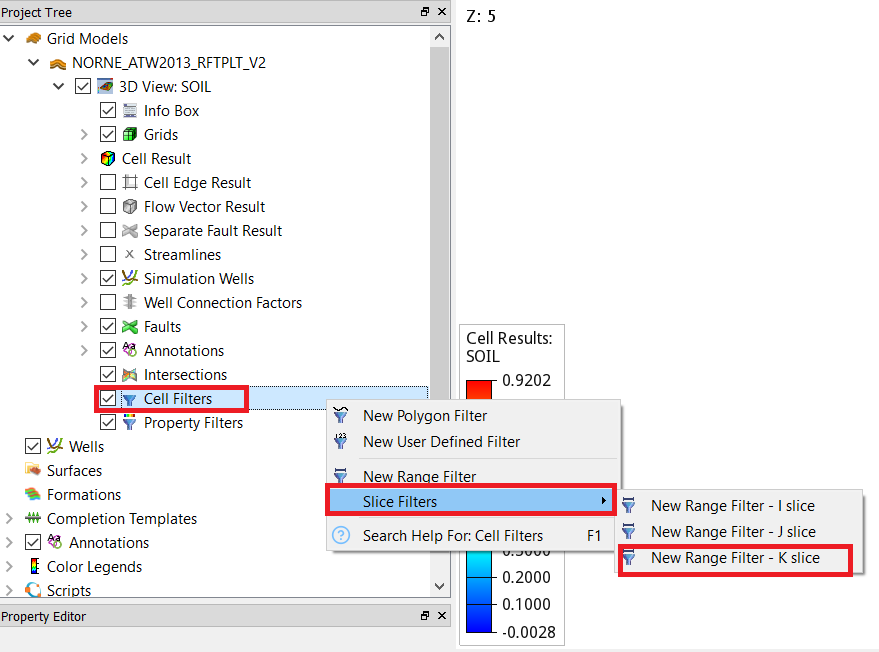 Project Tree
Grid Models
NORNE_ATW2013_RFTPLT_V2
3D View: SOIL
Info Box
Grids
Cell Result
Cell Edge Result
Flow Vector Result
Separate Fault Result
Streamlines
Simulation Wells
Well Connection Factors
Faults
Annotations
Intersections
Cell Filters
Property Filters
Wells
Surfaces
Formations
Completion Templates
Annotations
Color Legends
Scripts
Property Editor
Z: 5
Cell Results:
SOIL
0.9202
New Polygon Filter
123
New User Defined Filter
New Range Filter
Slice Filters
Search Help For: Cell Filters F1
New Range Filter - I slice
New Range Filter - J slice
New Range Filter - K slice
0.3000
0.2000
0.1000
-0.0028